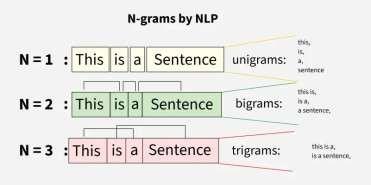 N-grams by NLP
N = 1 : This is a Sentence unigrams: this,
is,
a,
sentence
N = 2 : This is a Sentence bigrams: this is,
is a,
a sentence,
N = 3 : This is a Sentence trigrams: this is a,
is a sentence,